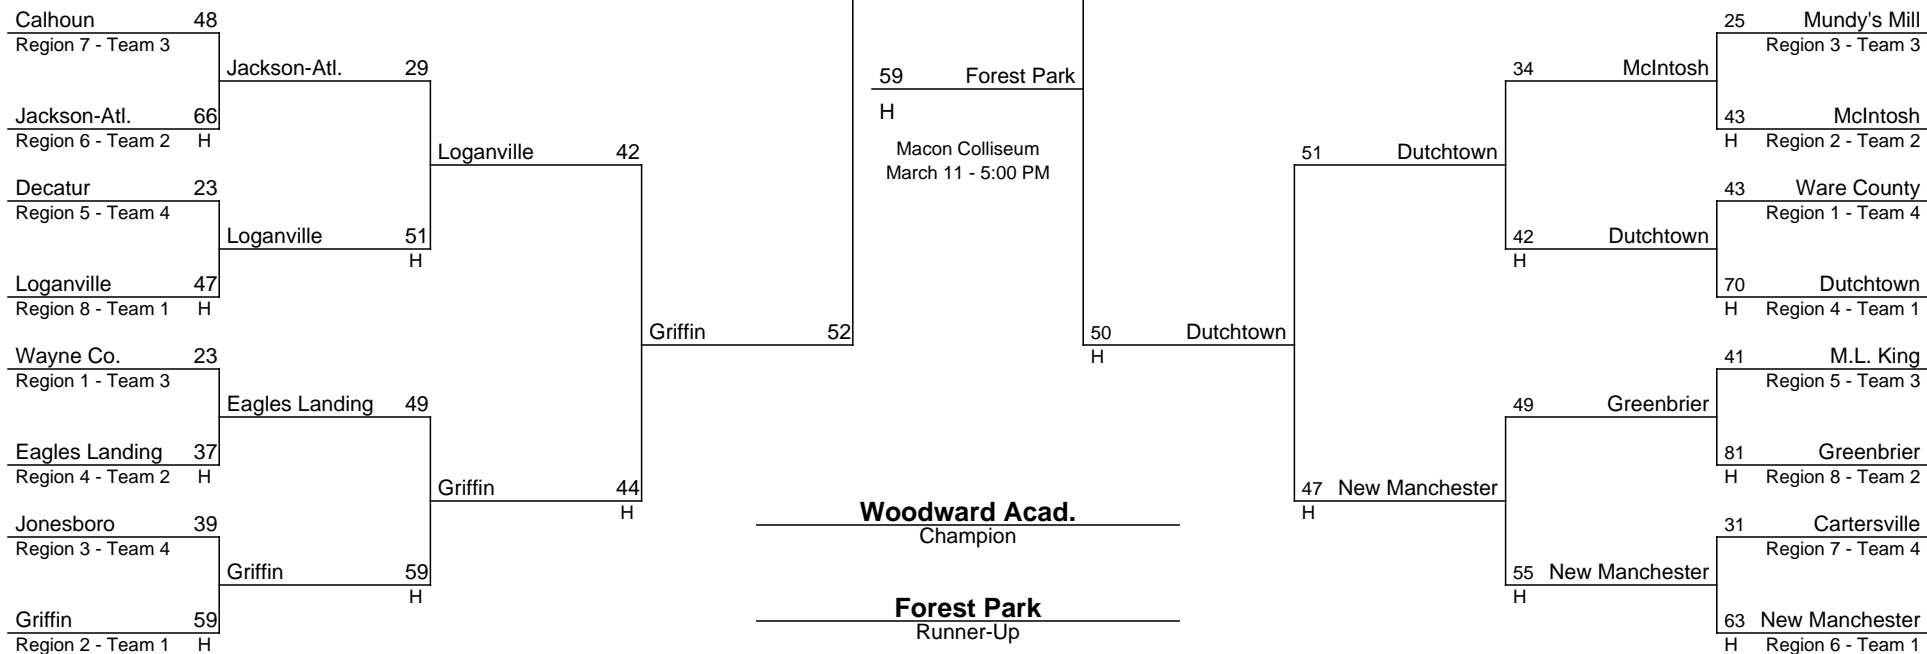 Calhoun 48
Region 7 - Team 3
Jackson-Atl. 29
Jackson-Atl. 66
Region 6 - Team 2 H
Loganville 42
Decatur 23
Region 5 - Team 4
Loganville 51
H
Loganville 47
Region 8 - Team 1 H
Griffin 52
Wayne Co. 23
Region 1 - Team 3
Eagles Landing 49
Eagles Landing 37
Region 4 - Team 2 H
Griffin 44
H
Jonesboro 39
Region 3 - Team 4
Griffin 59
H
Griffin 59
Region 2 - Team 1 H
59 Forest Park
H
Macon Colliseum
March 11 - 5:00 PM
Woodward Acad.
Champion
Forest Park
Runner-Up
25 Mundy's Mill
Region 3 - Team 3
34 McIntosh
43 McIntosh
H Region 2 - Team 2
51 Dutchtown
43 Ware County
Region 1 - Team 4
42 Dutchtown
H
70 Dutchtown
H Region 4 - Team 1
50 Dutchtown
H
41 M.L. King
Region 5 - Team 3
49 Greenbrier
81 Greenbrier
H Region 8 - Team 2
47 New Manchester
H
31 Cartersville
Region 7 - Team 4
55 New Manchester
H
63 New Manchester
H Region 6 - Team 1